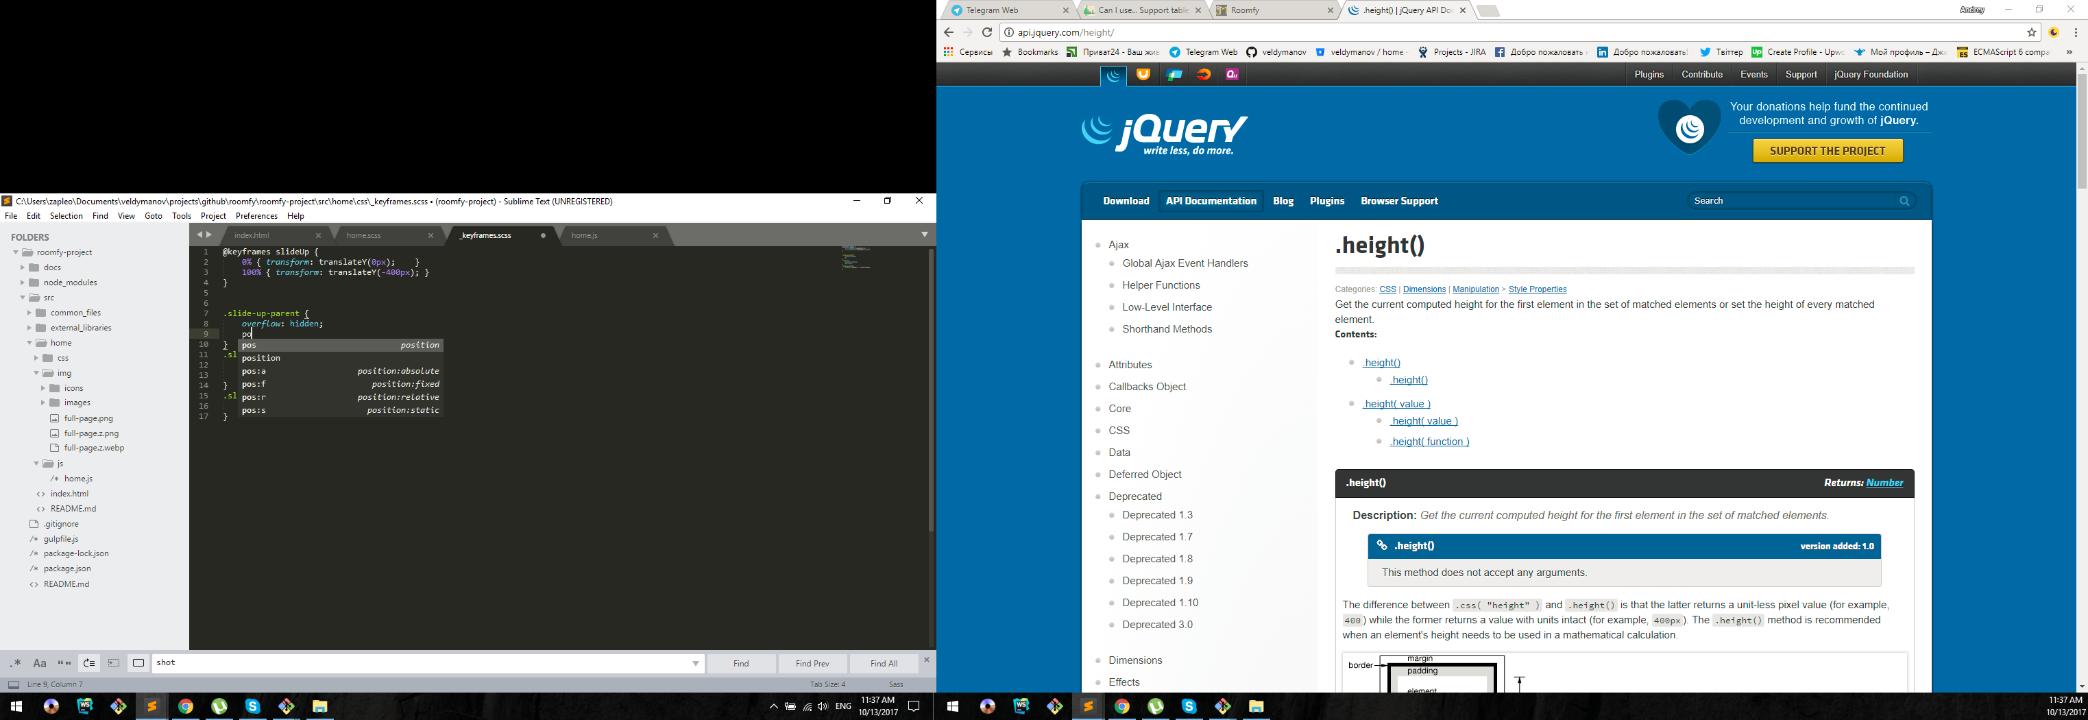 C:\Users\zapleo\Documents\veldymanov\projects\github\roomfy\roomfy-project\src\home\css\_keyframes.scss • (roomfy-project) - Sublime Text (UNREGISTERED)
File Edit Selection Find View Goto Tools Project Preferences Help
FOLDERS
roomfy-project
docs
node_modules
src
common_files
external_libraries
home
css
img
icons
images
full-page.png
full-page.z.png
full-page.z.webp
js
/* home.js
<> index.html
<> README.md
.gitignore
/* gulpfile.js
/* package-lock.json
/* package.json
<> README.md
index.html home.scss _keyframes.scss home.js
1 @keyframes slideUp {
2 0% { transform: translateY(0px); }
3 100% { transform: translateY(-400px); }
4 }
5
6
7 .slide-up-parent {
8 overflow: hidden;
9 po
10 }
11 .sl
12
13
14 }
15 .sl
16
17 }
pos position
position
pos:a position:absolute
pos:f position:fixed
pos:r position:relative
pos:s position:static
.* Aa "" shot Find Find Prev Find All
Line 9, Column 7 Tab Size: 4 Sass
ENG 11:37 AM
10/13/2017
Telegram Web Can I use... Support table Roomfy .height() | jQuery API Do Andrey
api.jquery.com/height/
Сервисы Bookmarks Приват24 - Ваш жив Telegram Web veldymanov veldymanov / home Projects - JIRA Добро пожаловать Добро пожаловать! Твіттер Create Profile - Upwo Мой профиль – Джи ECMAScript 6 compa »
Plugins Contribute Events Support jQuery Foundation
jQuery
write less, do more.
Your donations help fund the continued
development and growth of jQuery.
SUPPORT THE PROJECT
Download API Documentation Blog Plugins Browser Support Search
Ajax
Global Ajax Event Handlers
Helper Functions
Low-Level Interface
Shorthand Methods
Attributes
Callbacks Object
Core
CSS
Data
Deferred Object
Deprecated
Deprecated 1.3
Deprecated 1.7
Deprecated 1.8
Deprecated 1.9
Deprecated 1.10
Deprecated 3.0
Dimensions
Effects
.height()
Categories: CSS | Dimensions | Manipulation > Style Properties
Get the current computed height for the first element in the set of matched elements or set the height of every matched
element.
Contents:
.height()
.height()
.height( value )
.height( value )
.height( function )
.height() Returns: Number
Description: Get the current computed height for the first element in the set of matched elements.
.height() version added: 1.0
This method does not accept any arguments.
The difference between .css( "height" ) and .height() is that the latter returns a unit-less pixel value (for example,
400) while the former returns a value with units intact (for example, 400px). The .height() method is recommended
when an element's height needs to be used in a mathematical calculation.
margin
border
padding
element
11:37 AM
10/13/2017